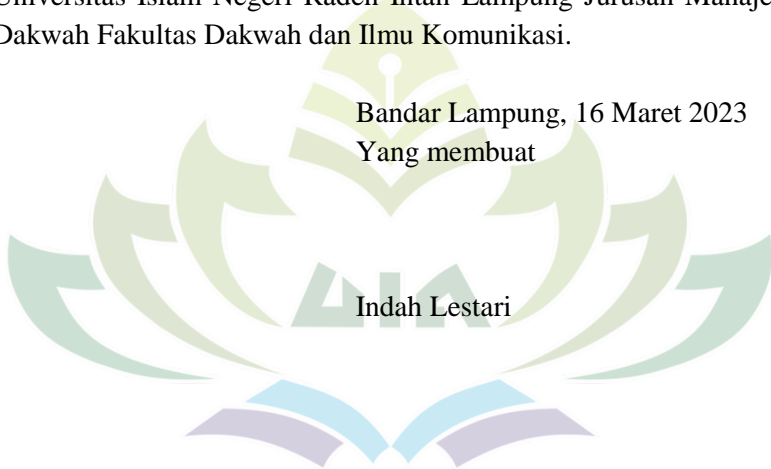 Universitas Islam Negeri Raden Intan Lampung Jurusan
Dakwah Fakultas Dakwah dan Ilmu Komunikasi.
Bandar Lampung, 16 Maret 2023
Yang membuat
UIN
Indah Lestari